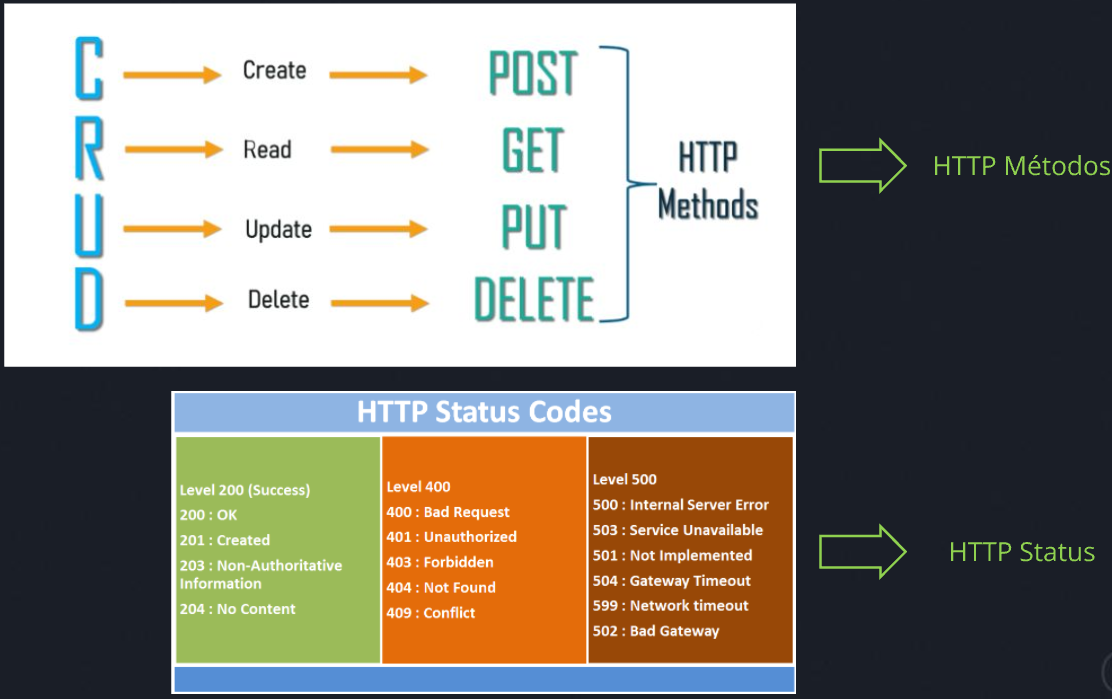 C Create POST
R Read GET
U Update PUT
D Delete DELETE
HTTP
Methods
HTTP Métodos
HTTP Status Codes
Level 200 (Success)
200 : OK
201 : Created
203 : Non-Authoritative
Information
204 : No Content
Level 400
400 : Bad Request
401 : Unauthorized
403 : Forbidden
404 : Not Found
409 : Conflict
Level 500
500 : Internal Server Error
503 : Service Unavailable
501 : Not Implemented
504 : Gateway Timeout
599 : Network timeout
502 : Bad Gateway
HTTP Status